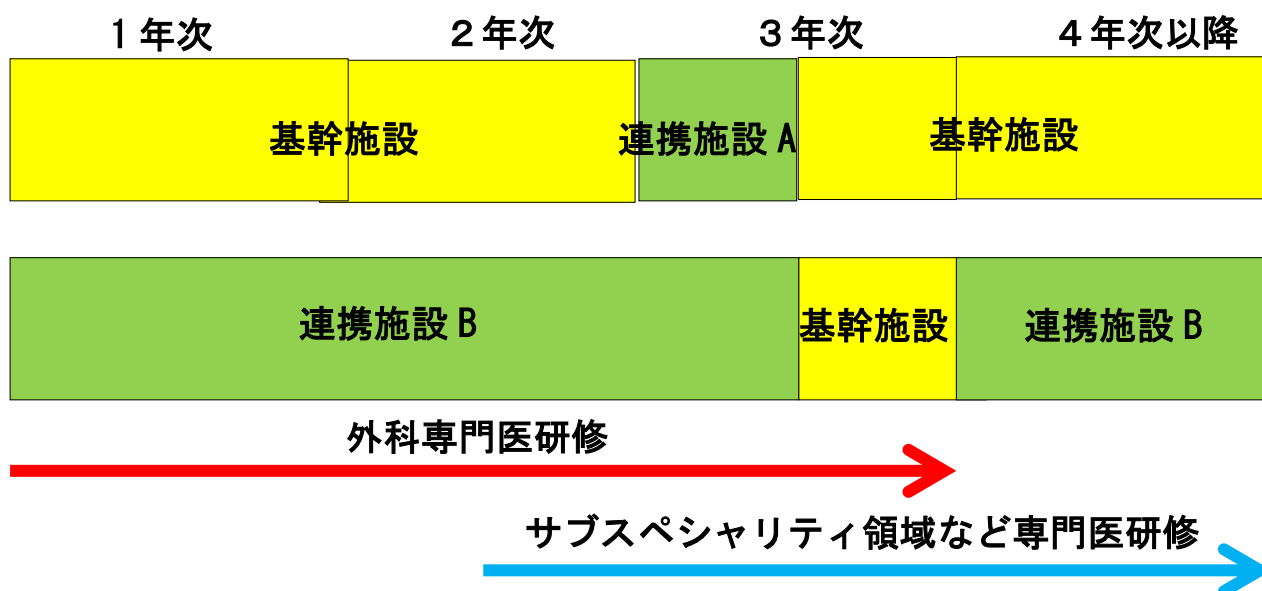 1年次 2年次 3年次 4年次以降
基幹施設 連携施設A 基幹施設
連携施設B 基幹施設 連携施設B
外科専門医研修
サブスペシャリティ領域など専門医研修